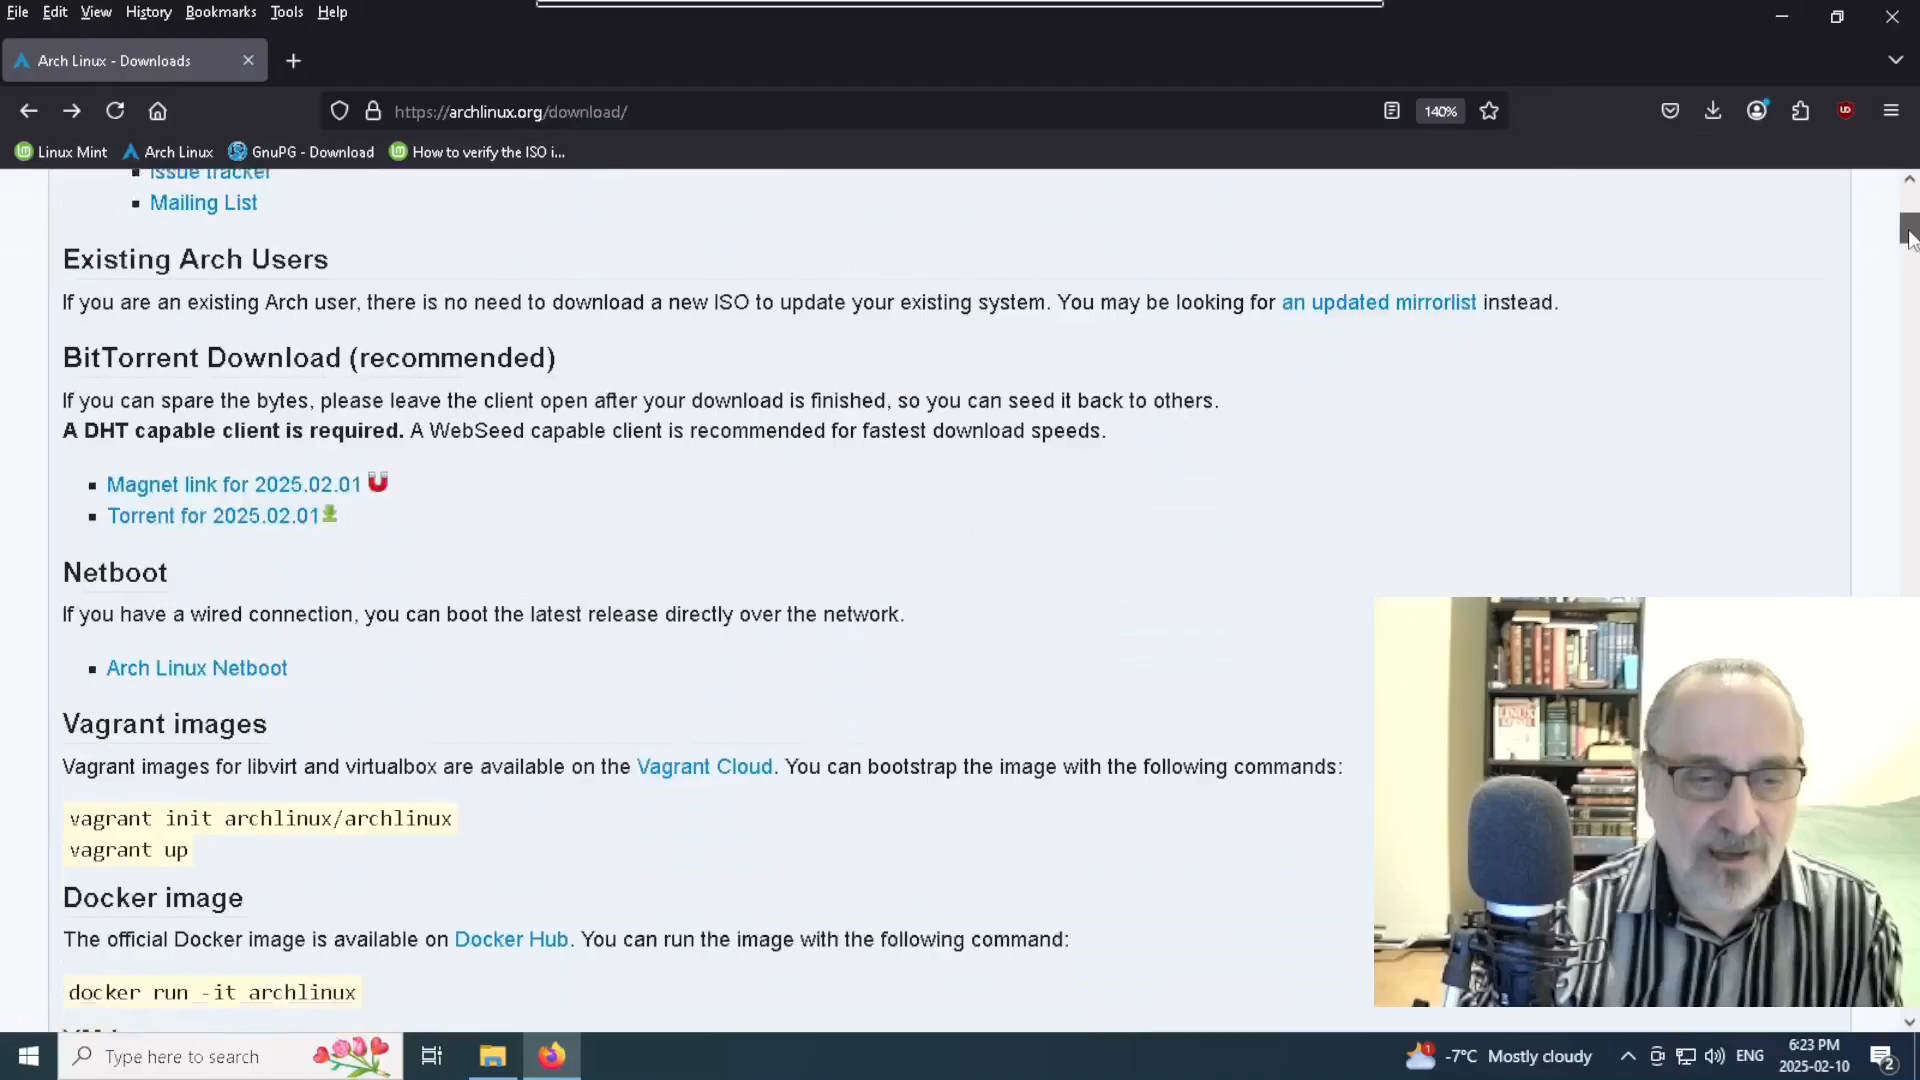 File Edit View History Bookmarks Tools Help
Arch Linux - Downloads
https://archlinux.org/download/
140%
Linux Mint Arch Linux GnuPG - Download How to verify the ISO i...
Issue tracker
Mailing List
Existing Arch Users
If you are an existing Arch user, there is no need to download a new ISO to update your existing system. You may be looking for an updated mirrorlist instead.
BitTorrent Download (recommended)
If you can spare the bytes, please leave the client open after your download is finished, so you can seed it back to others.
A DHT capable client is required. A WebSeed capable client is recommended for fastest download speeds.
Magnet link for 2025.02.01
Torrent for 2025.02.01
Netboot
If you have a wired connection, you can boot the latest release directly over the network.
Arch Linux Netboot
Vagrant images
Vagrant images for libvirt and virtualbox are available on the Vagrant Cloud. You can bootstrap the image with the following commands:
vagrant init archlinux/archlinux
vagrant up
Docker image
The official Docker image is available on Docker Hub. You can run the image with the following command:
docker run -it archlinux
LINUX
Type here to search
1
-7°C Mostly cloudy
ENG
6:23 PM
2025-02-10
2